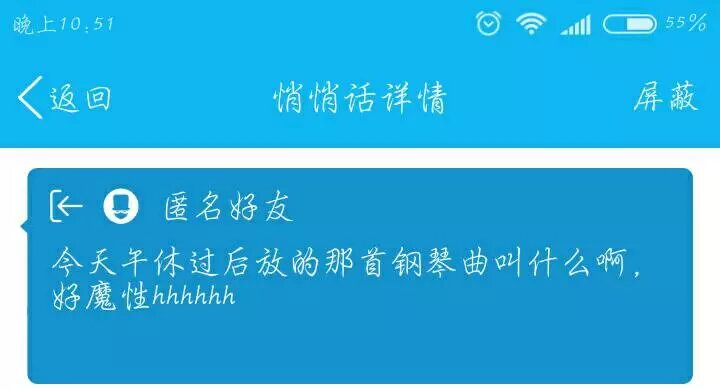 晚上10:51
55%
返回
悄悄话详情
屏蔽
匿名好友
今天午休过后放的那首钢琴曲叫什么啊，
好魔性hhhhhh